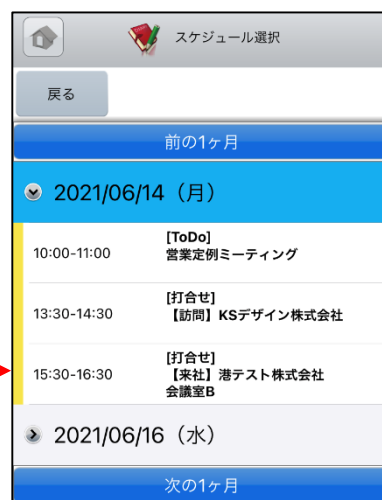 スケジュール選択
戻る
前の1ヶ月
2021/06/14（月）
10:00-11:00
[ToDo]
営業定例ミーティング
13:30-14:30
[打合せ]
【訪問】KSデザイン株式会社
15:30-16:30
[打合せ]
【来社】港テスト株式会社
会議室B
2021/06/16（水）
次の1ヶ月